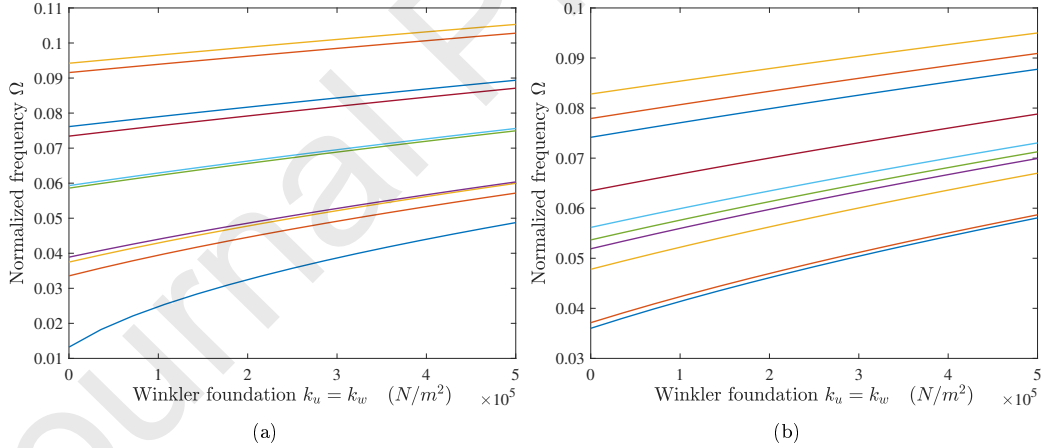 Journal P
0.11
0.1
0.09
0.08
0.07
0.06
0.05
0.04
0.03
0.02
0.01
Normalized frequency Ω
0 1 2 3 4 5
Winkler foundation k_u = k_w (N/m^2) ×10^5
(a)
0.1
0.09
0.08
0.07
0.06
0.05
0.04
0.03
Normalized frequency Ω
0 1 2 3 4 5
Winkler foundation k_u = k_w (N/m^2) ×10^5
(b)